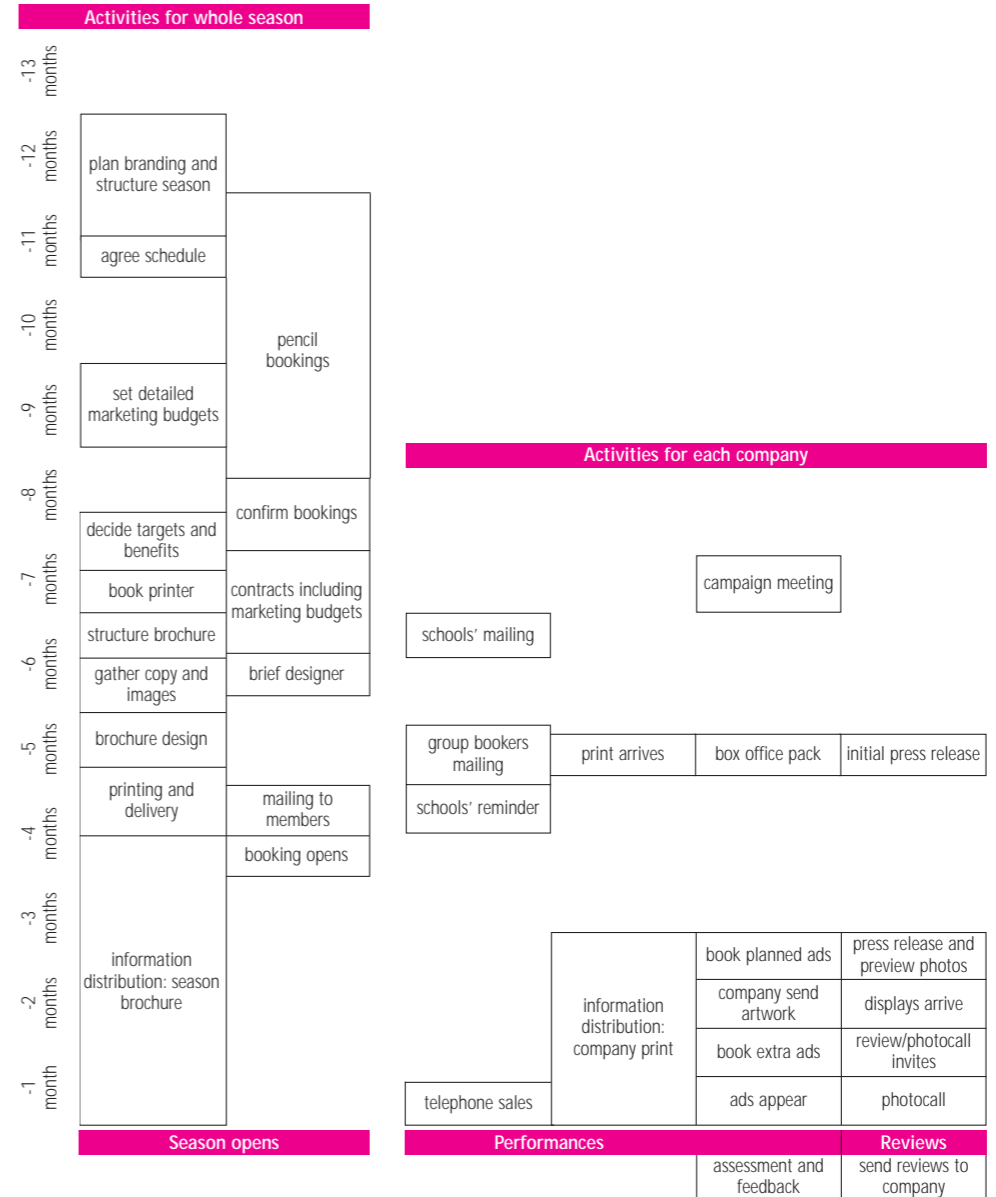 Activities for whole season
-13
months
-12
months
plan branding and
structure season
-11
months
agree schedule
-10
months
pencil
bookings
-9
months
set detailed
marketing budgets
Activities for each company
-8
months
confirm bookings
decide targets and
benefits
-7
months
book printer
contracts including
marketing budgets
campaign meeting
structure brochure
schools’ mailing
-6
months
gather copy and
images
brief designer
-5
months
brochure design
group bookers
mailing
print arrives
box office pack
initial press release
printing and
delivery
mailing to
members
schools’ reminder
-4
months
booking opens
-3
months
information
distribution: season
brochure
book planned ads
press release and
preview photos
-2
months
information
distribution:
company print
company send
artwork
displays arrive
book extra ads
review/photocall
invites
-1
month
telephone sales
ads appear
photocall
Season opens
Performances
Reviews
assessment and
feedback
send reviews to
company